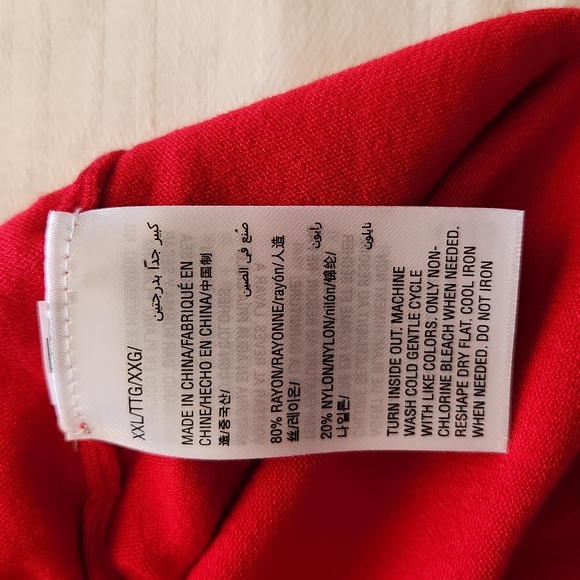 XXL/TTG/XXG/
كبير جداً بدرجتين
MADE IN CHINA/FABRIQUÉ EN
CHINE/HECHO EN CHINA/中国制
造/중국산/
صنع في الصين
80% RAYON/RAYONNE/rayón/人造
丝/레이온/
رايون
20% NYLON/NYLON/nilón/锦纶/
나일론/
نايلون
TURN INSIDE OUT. MACHINE
WASH COLD GENTLE CYCLE
WITH LIKE COLORS. ONLY NON-
CHLORINE BLEACH WHEN NEEDED.
RESHAPE DRY FLAT. COOL IRON
WHEN NEEDED. DO NOT IRON